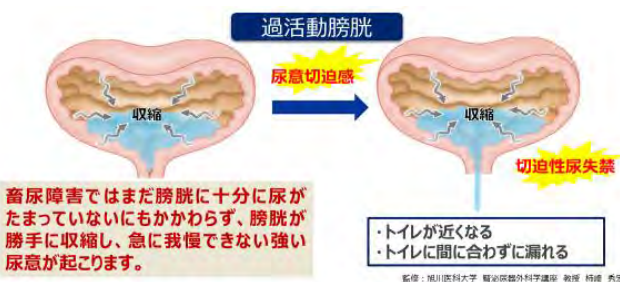 過活動膀胱
尿意切迫感
収縮
収縮
切迫性尿失禁
畜尿障害ではまだ膀胱に十分に尿が
たまっていないにもかかわらず、膀胱が
勝手に収縮し、急に我慢できない強い
尿意が起こります。
・トイレが近くなる
・トイレに間に合わずに漏れる
監修：旭川医科大学 腎泌尿器外科学講座 教授